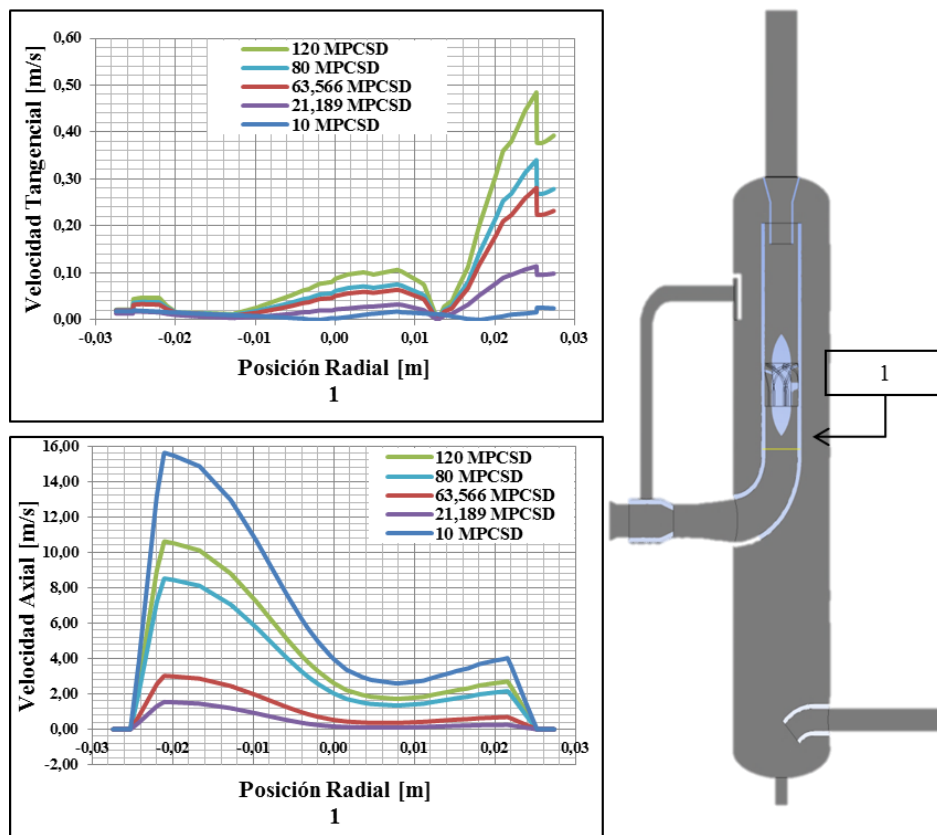 0,60
0,50
0,40
0,30
0,20
0,10
0,00
Velocidad Tangencial [m/s]
120 MPCSD
80 MPCSD
63,566 MPCSD
21,189 MPCSD
10 MPCSD
-0,03 -0,02 -0,01 0,00 0,01 0,02 0,03
Posición Radial [m]
1
16,00
14,00
12,00
10,00
8,00
6,00
4,00
2,00
0,00
-2,00
Velocidad Axial [m/s]
120 MPCSD
80 MPCSD
63,566 MPCSD
21,189 MPCSD
10 MPCSD
-0,03 -0,02 -0,01 0,00 0,01 0,02 0,03
Posición Radial [m]
1
1